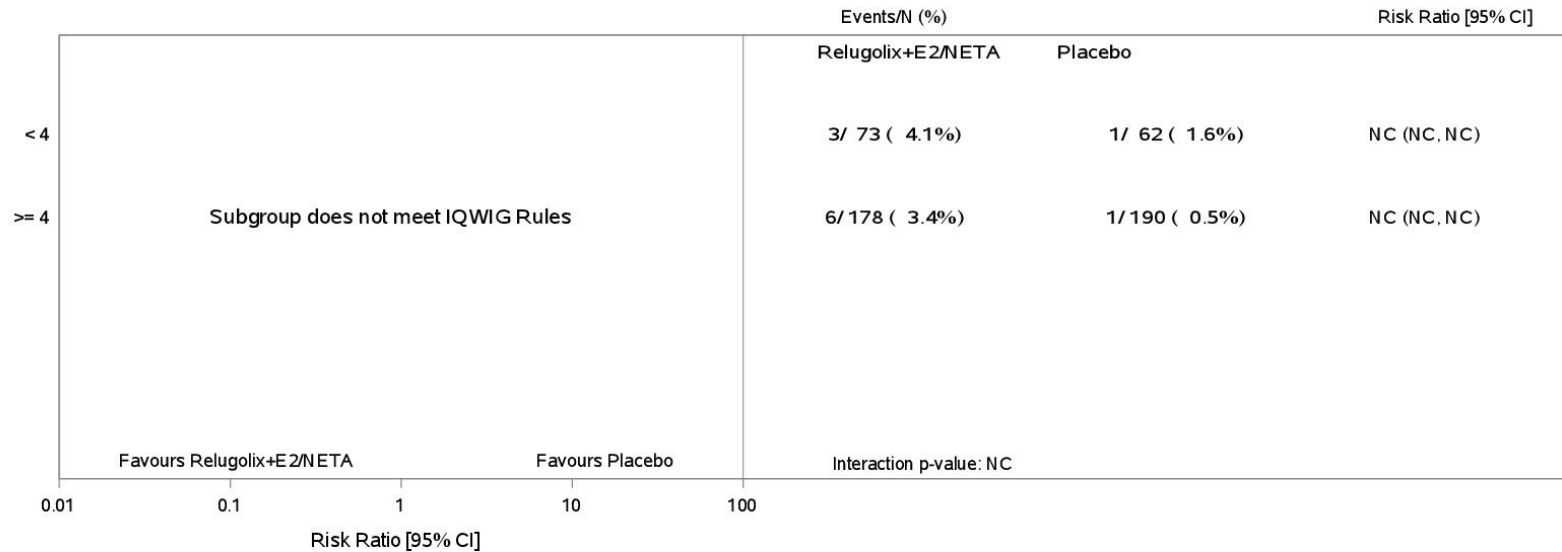 Events/N (%) Risk Ratio [95% CI]
Relugolix+E2/NETA Placebo
< 4 3/ 73 ( 4.1%) 1/ 62 ( 1.6%) NC (NC, NC)
>= 4 Subgroup does not meet IQWIG Rules 6/178 ( 3.4%) 1/190 ( 0.5%) NC (NC, NC)
Favours Relugolix+E2/NETA Favours Placebo Interaction p-value: NC
0.01 0.1 1 10 100
Risk Ratio [95% CI]